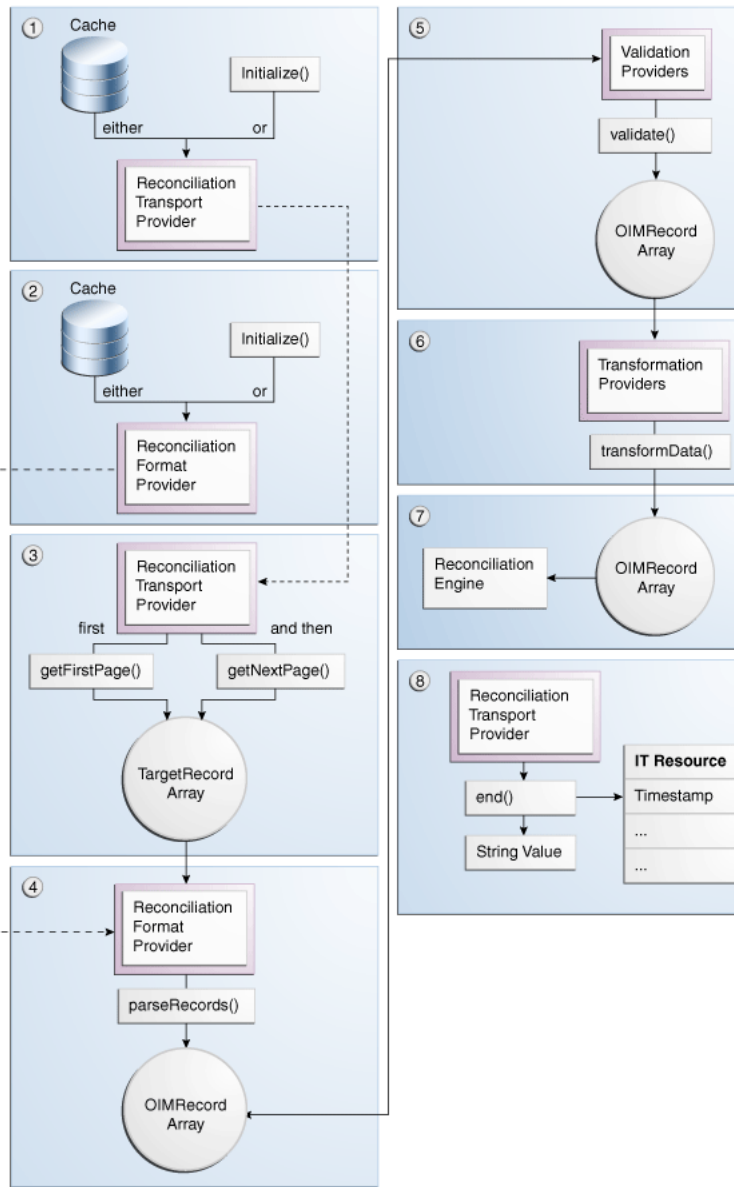 1
Cache
Initialize()
either
or
Reconciliation
Transport
Provider
2
Cache
Initialize()
either
or
Reconciliation
Format
Provider
3
Reconciliation
Transport
Provider
first
and then
getFirstPage()
getNextPage()
TargetRecord
Array
4
Reconciliation
Format
Provider
parseRecords()
OIMRecord
Array
5
Validation
Providers
validate()
OIMRecord
Array
6
Transformation
Providers
transformData()
7
Reconciliation
Engine
OIMRecord
Array
8
Reconciliation
Transport
Provider
end()
String Value
IT Resource
Timestamp
...
...